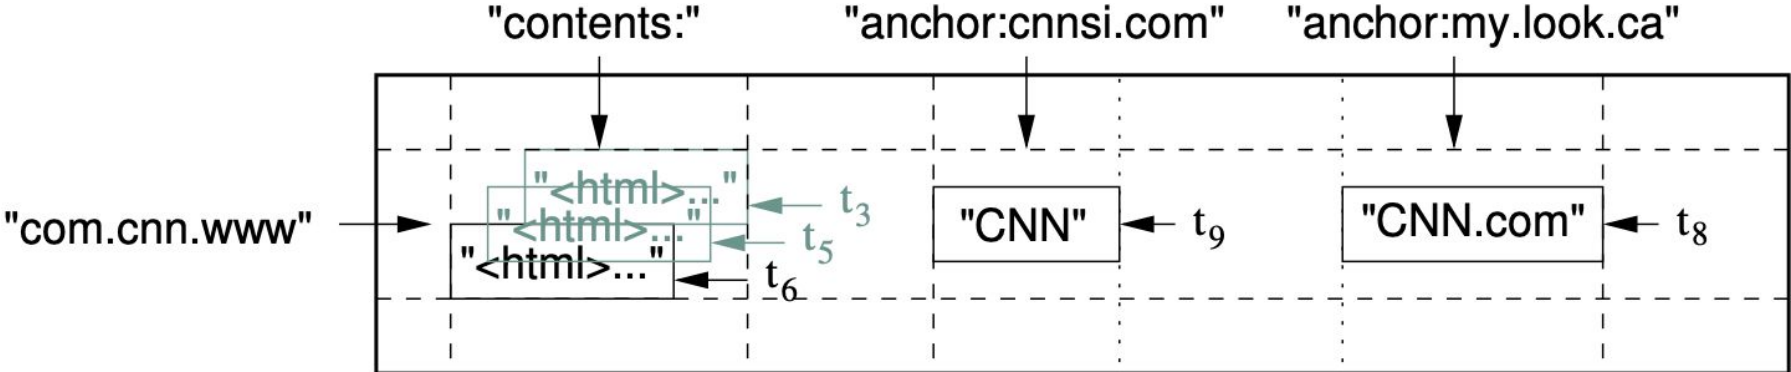 "contents:" "anchor:cnnsi.com" "anchor:my.look.ca"
"<html>..." t3
"com.cnn.www" "<html>..." t5 "CNN" t9 "CNN.com" t8
"<html>..." t6